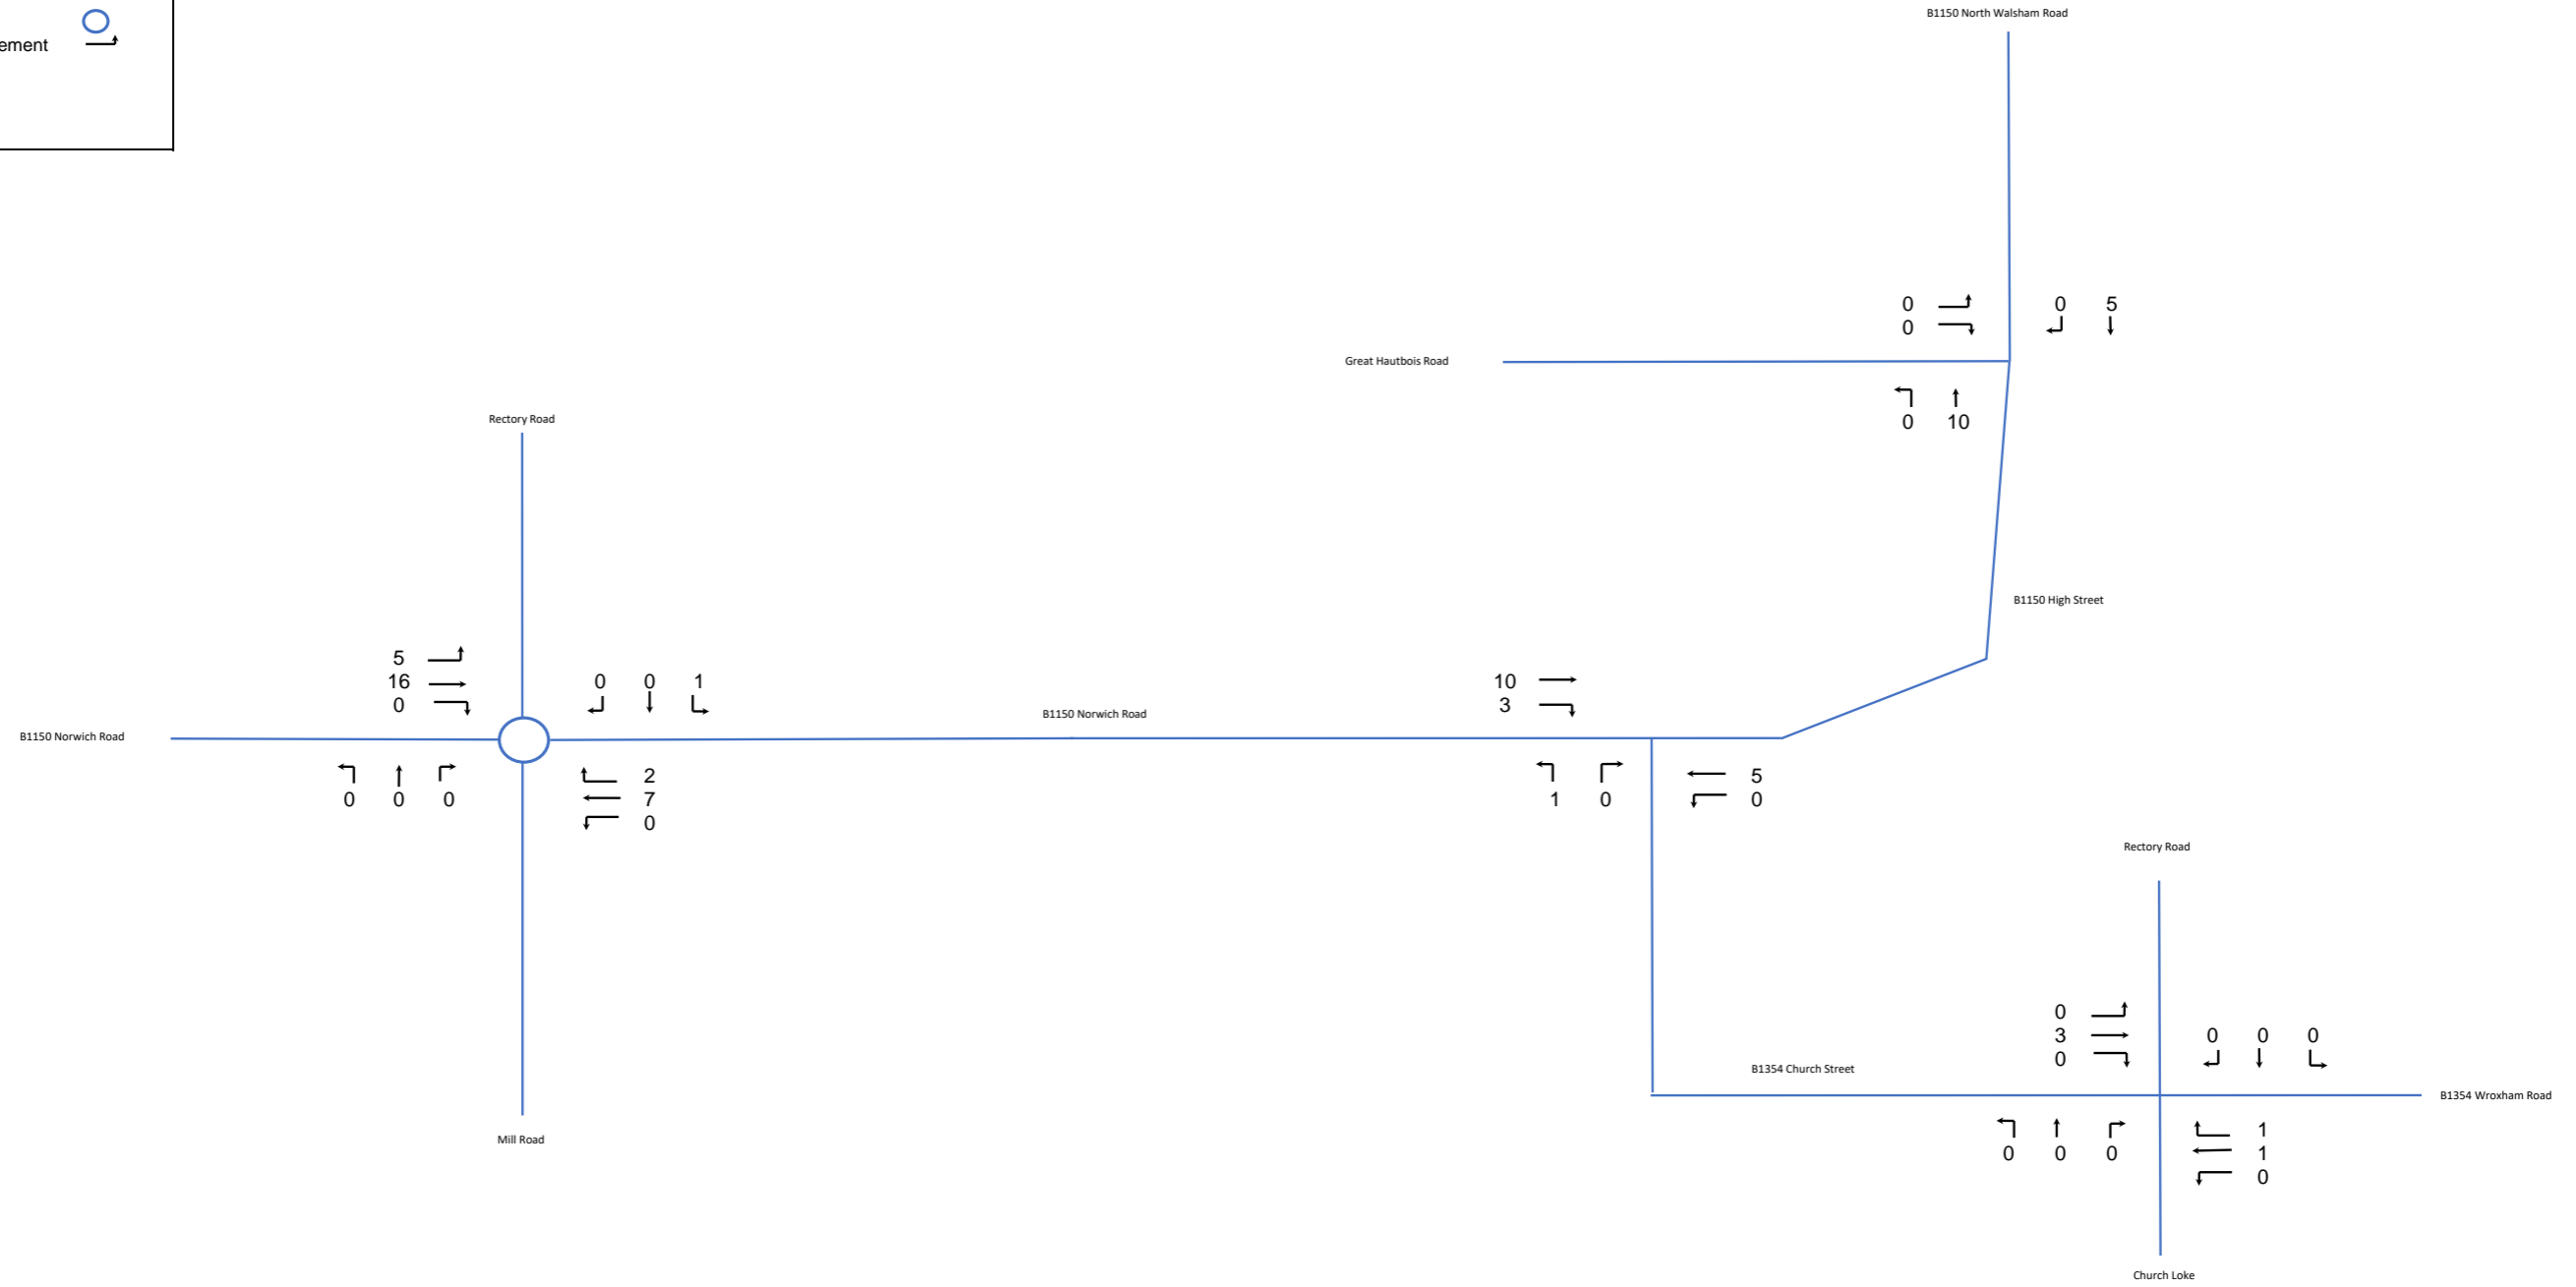 ement
B1150 North Walsham Road
0 0 5
0
Great Hautbois Road
0 10
Rectory Road
B1150 High Street
5
16 0 0 1 10
0 3
B1150 Norwich Road
B1150 Norwich Road
2 1 0 5
0 0 0 7 0
0
Rectory Road
0
3 0 0 0
0
B1354 Church Street
B1354 Wroxham Road
Mill Road
1
0 0 0 1
0
Church Loke